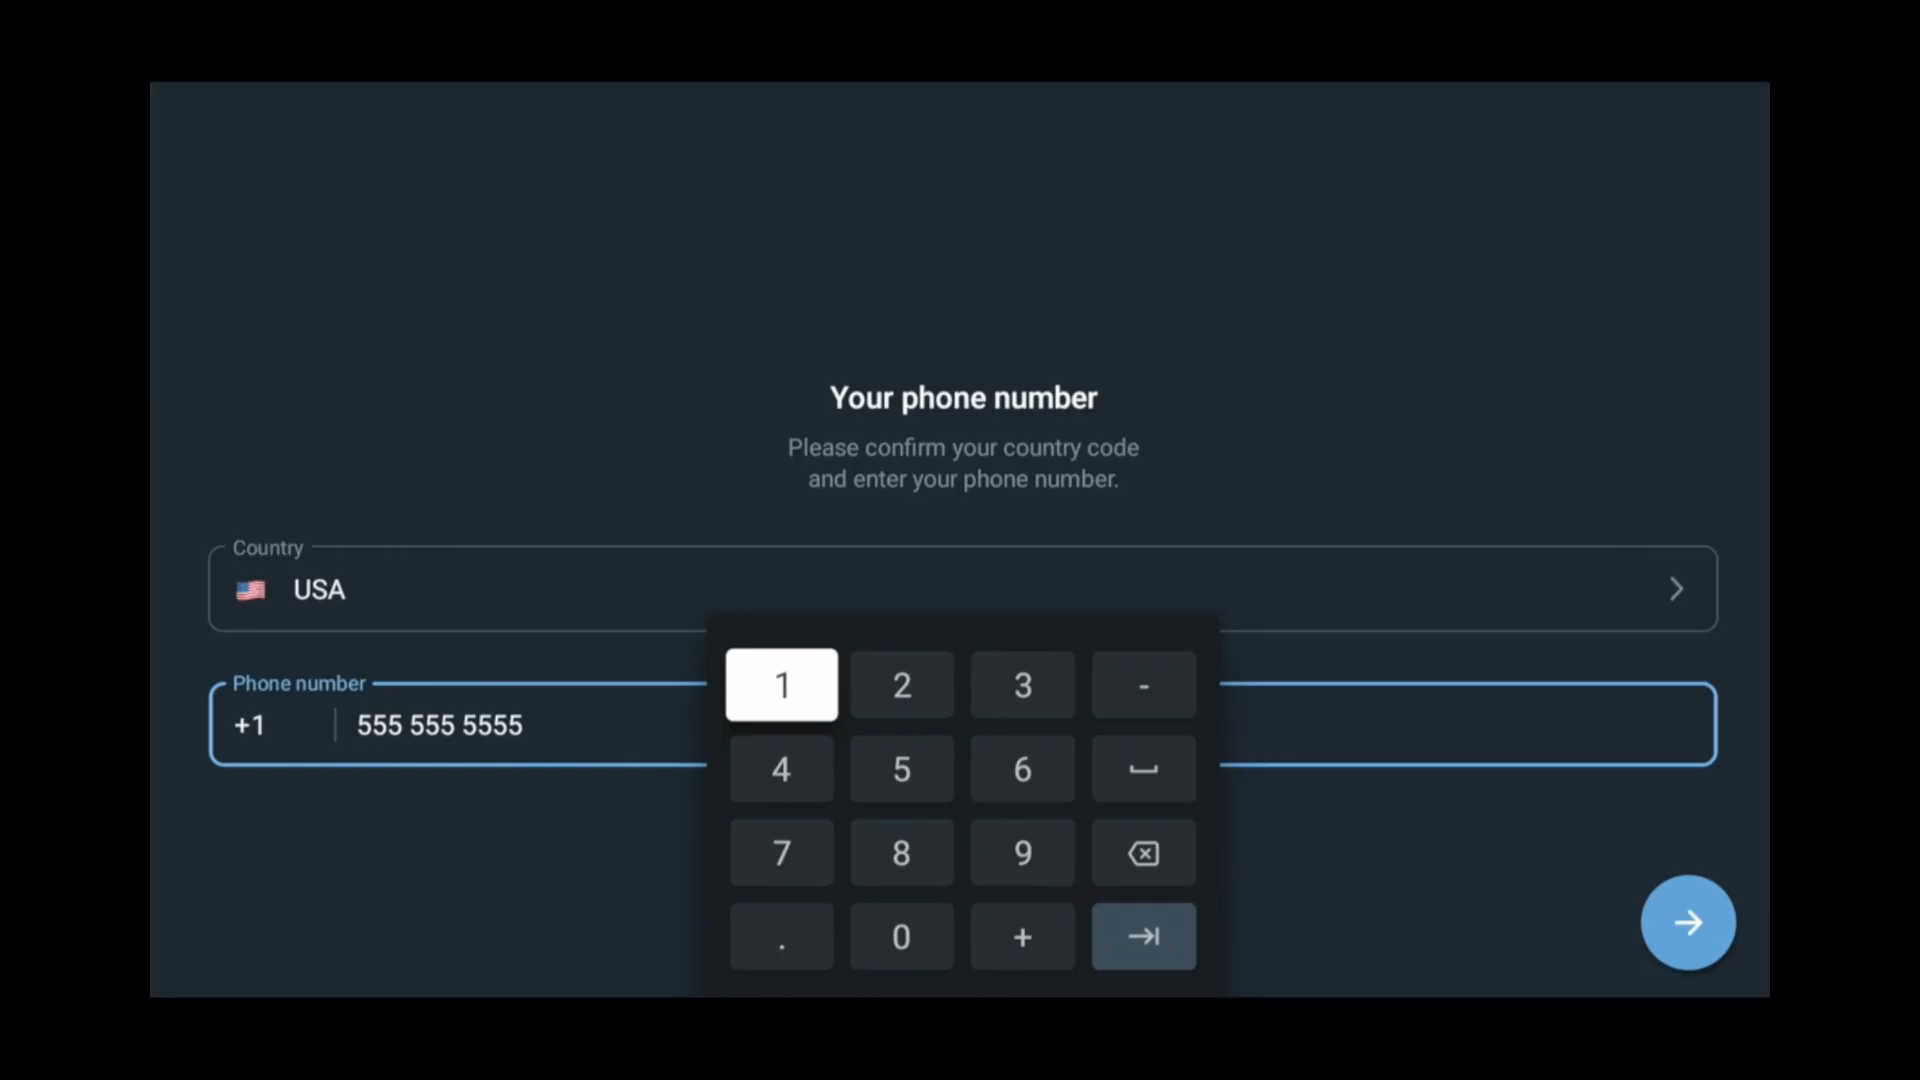 Your phone number
Please confirm your country code
and enter your phone number.
Country
USA
Phone number
+1 555 555 5555
1 2 3 -
4 5 6
7 8 9
. 0 +